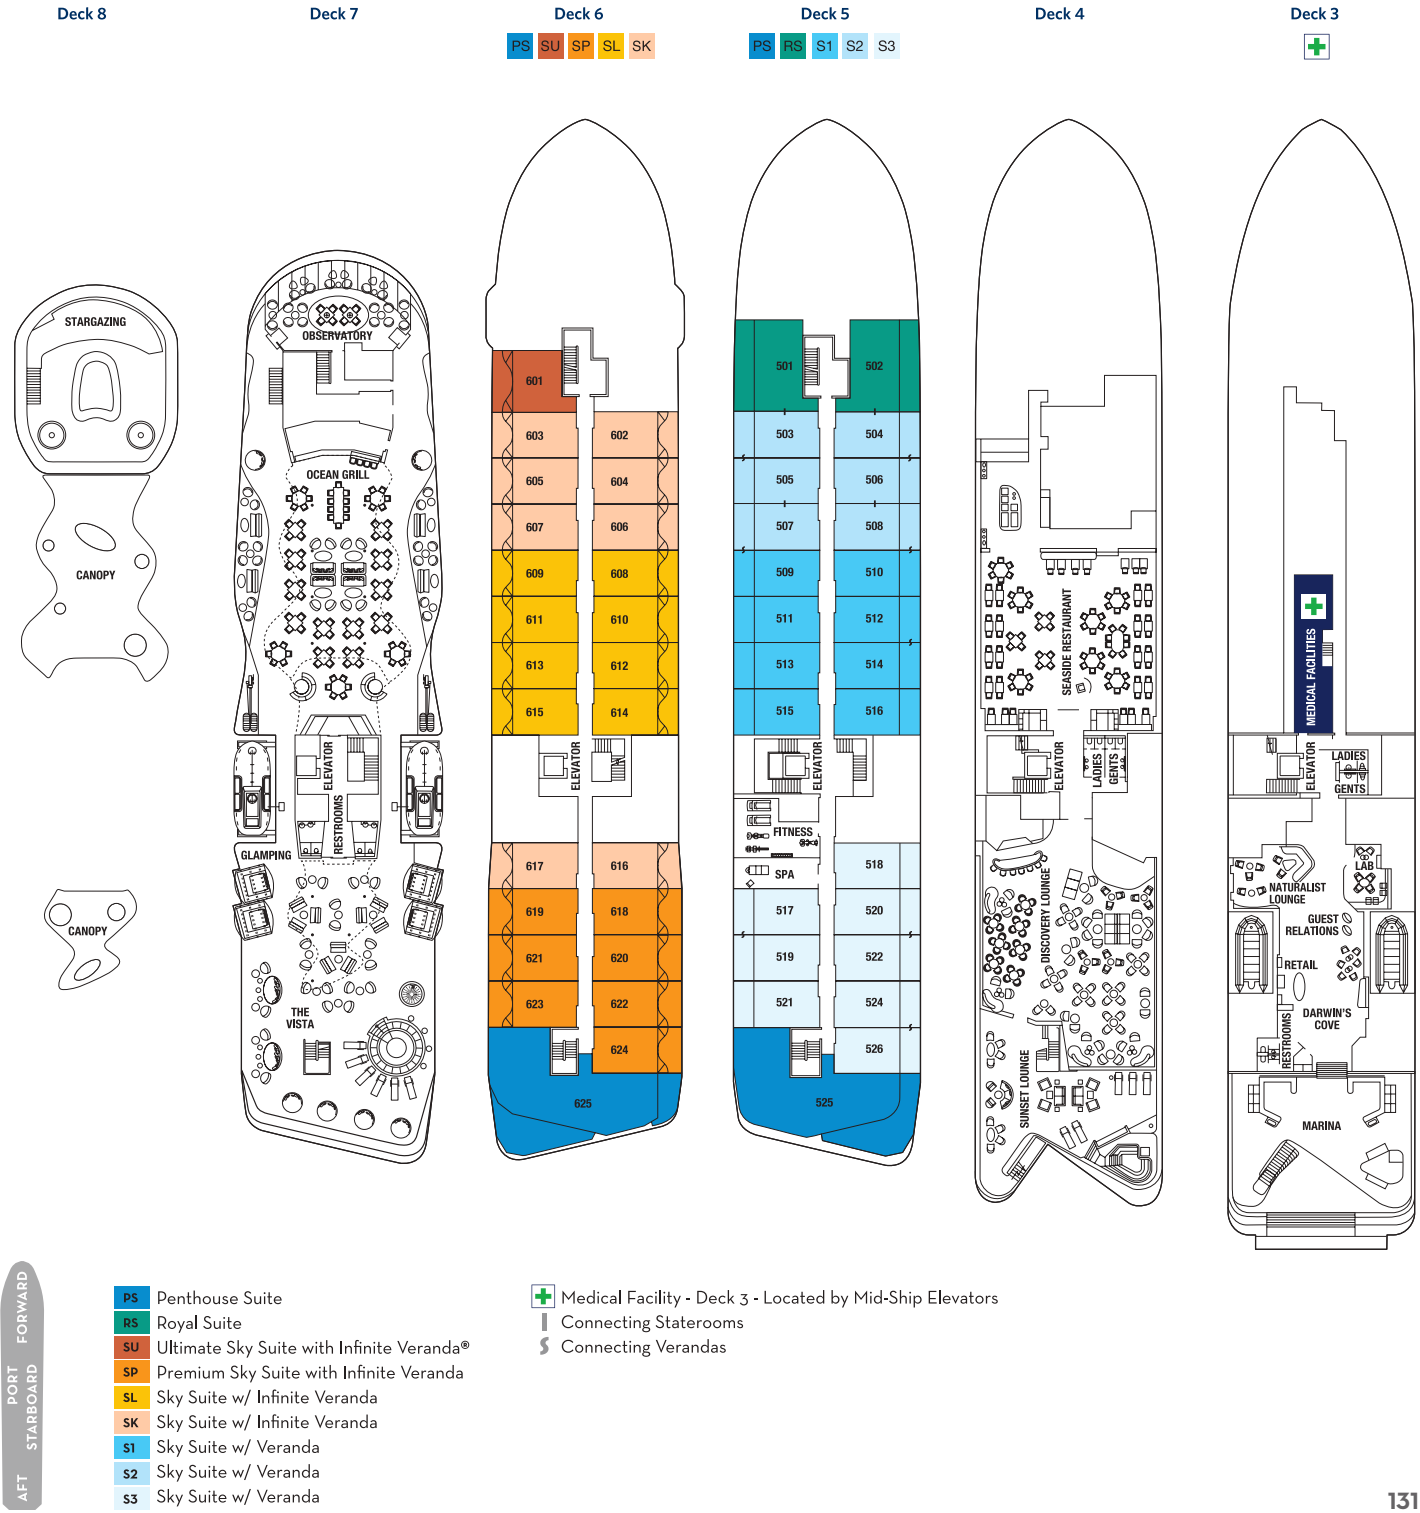 Deck 8
Deck 7
Deck 6
Deck 5
Deck 4
Deck 3
PS SU SP SL SK
PS RS S1 S2 S3
STARGAZING
CANOPY
CANOPY
OBSERVATORY
OCEAN GRILL
ELEVATOR
RESTROOMS
GLAMPING
THE
VISTA
601
603 602
605 604
607 606
609 608
611 610
613 612
615 614
ELEVATOR
617 616
619 618
621 620
623 622
624
625
501 502
503 504
505 506
507 508
509 510
511 512
513 514
515 516
ELEVATOR
FITNESS
SPA
518
517 520
519 522
521 524
526
525
SEASIDE RESTAURANT
ELEVATOR
LADIES
GENTS
DISCOVERY LOUNGE
SUNSET LOUNGE
MEDICAL FACILITIES
ELEVATOR
LADIES
GENTS
LAB
NATURALIST
LOUNGE
GUEST
RELATIONS
RETAIL
DARWIN'S
COVE
RESTROOMS
MARINA
FORWARD
PORT
STARBOARD
AFT
PS Penthouse Suite
RS Royal Suite
SU Ultimate Sky Suite with Infinite Veranda®
SP Premium Sky Suite with Infinite Veranda
SL Sky Suite w/ Infinite Veranda
SK Sky Suite w/ Infinite Veranda
S1 Sky Suite w/ Veranda
S2 Sky Suite w/ Veranda
S3 Sky Suite w/ Veranda
Medical Facility - Deck 3 - Located by Mid-Ship Elevators
Connecting Staterooms
Connecting Verandas
131